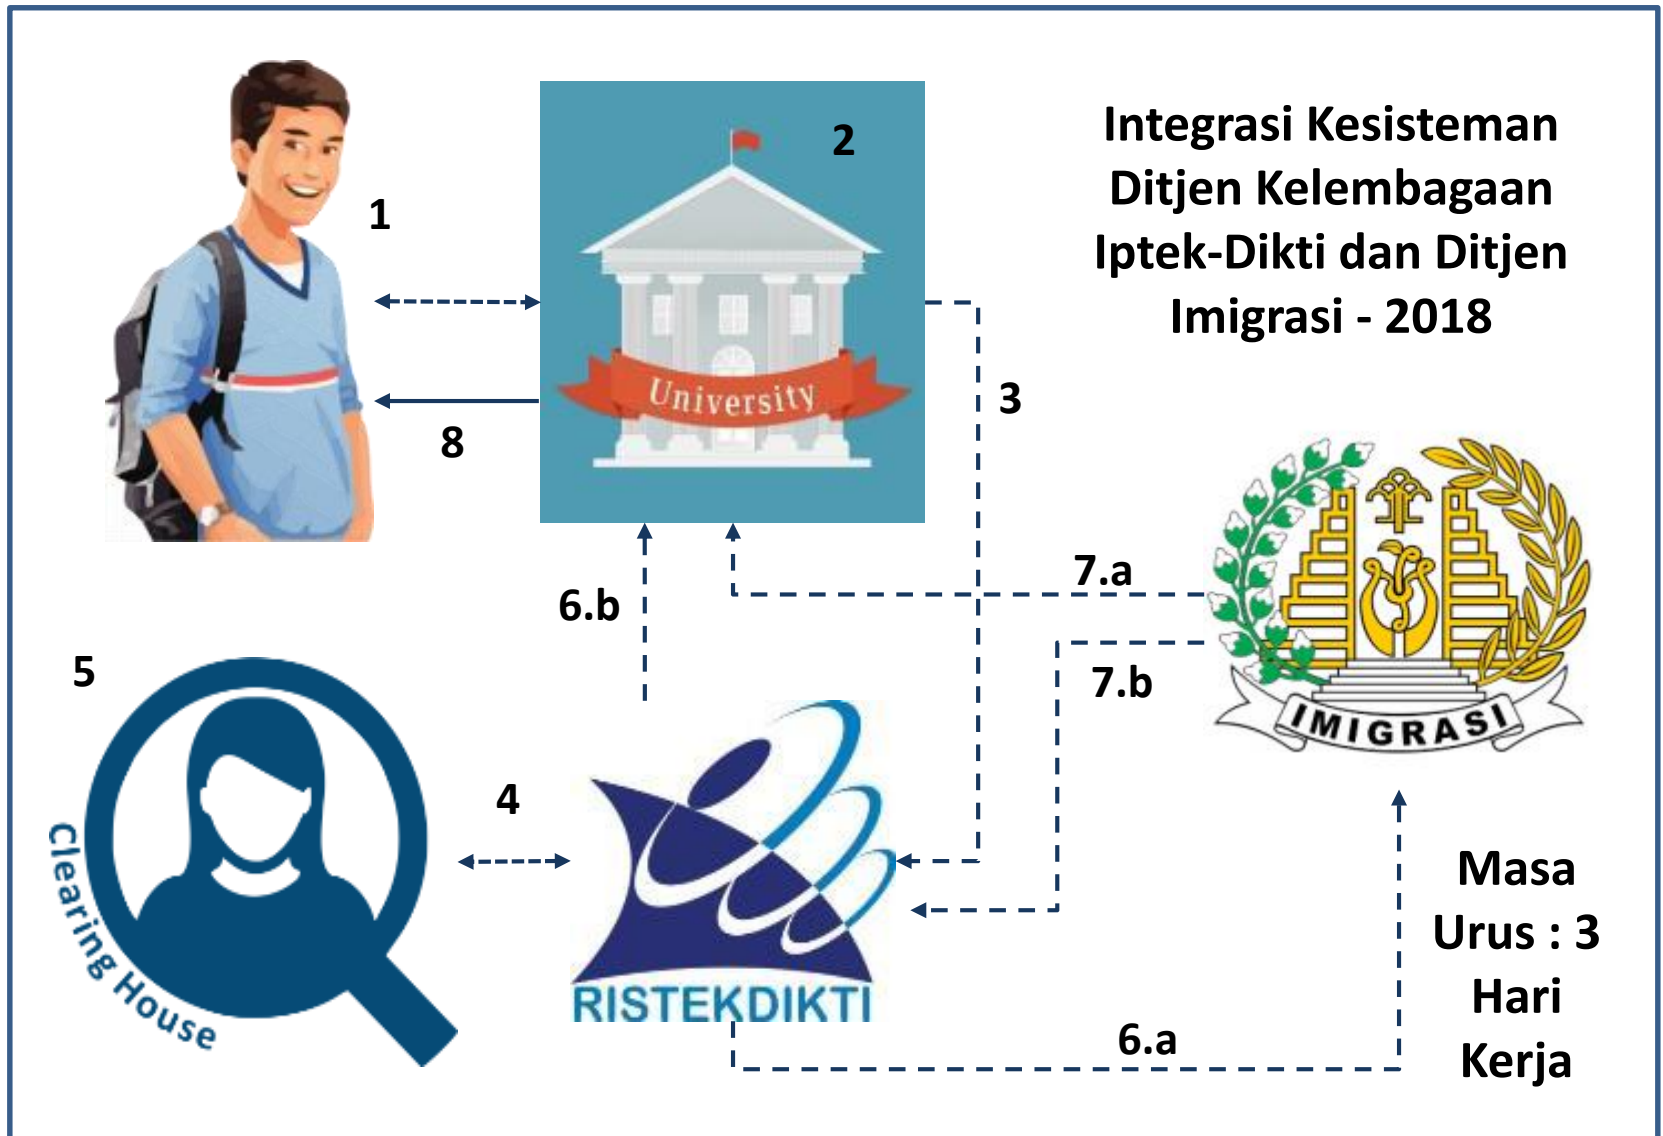 1
2
Integrasi Kesisteman
Ditjen Kelembagaan
Iptek-Dikti dan Ditjen
Imigrasi - 2018
University
3
8
7.a
6.b
7.b
IMIGRASI
5
4
Clearing House
RISTEKDIKTI
6.a
Masa
Urus : 3
Hari
Kerja